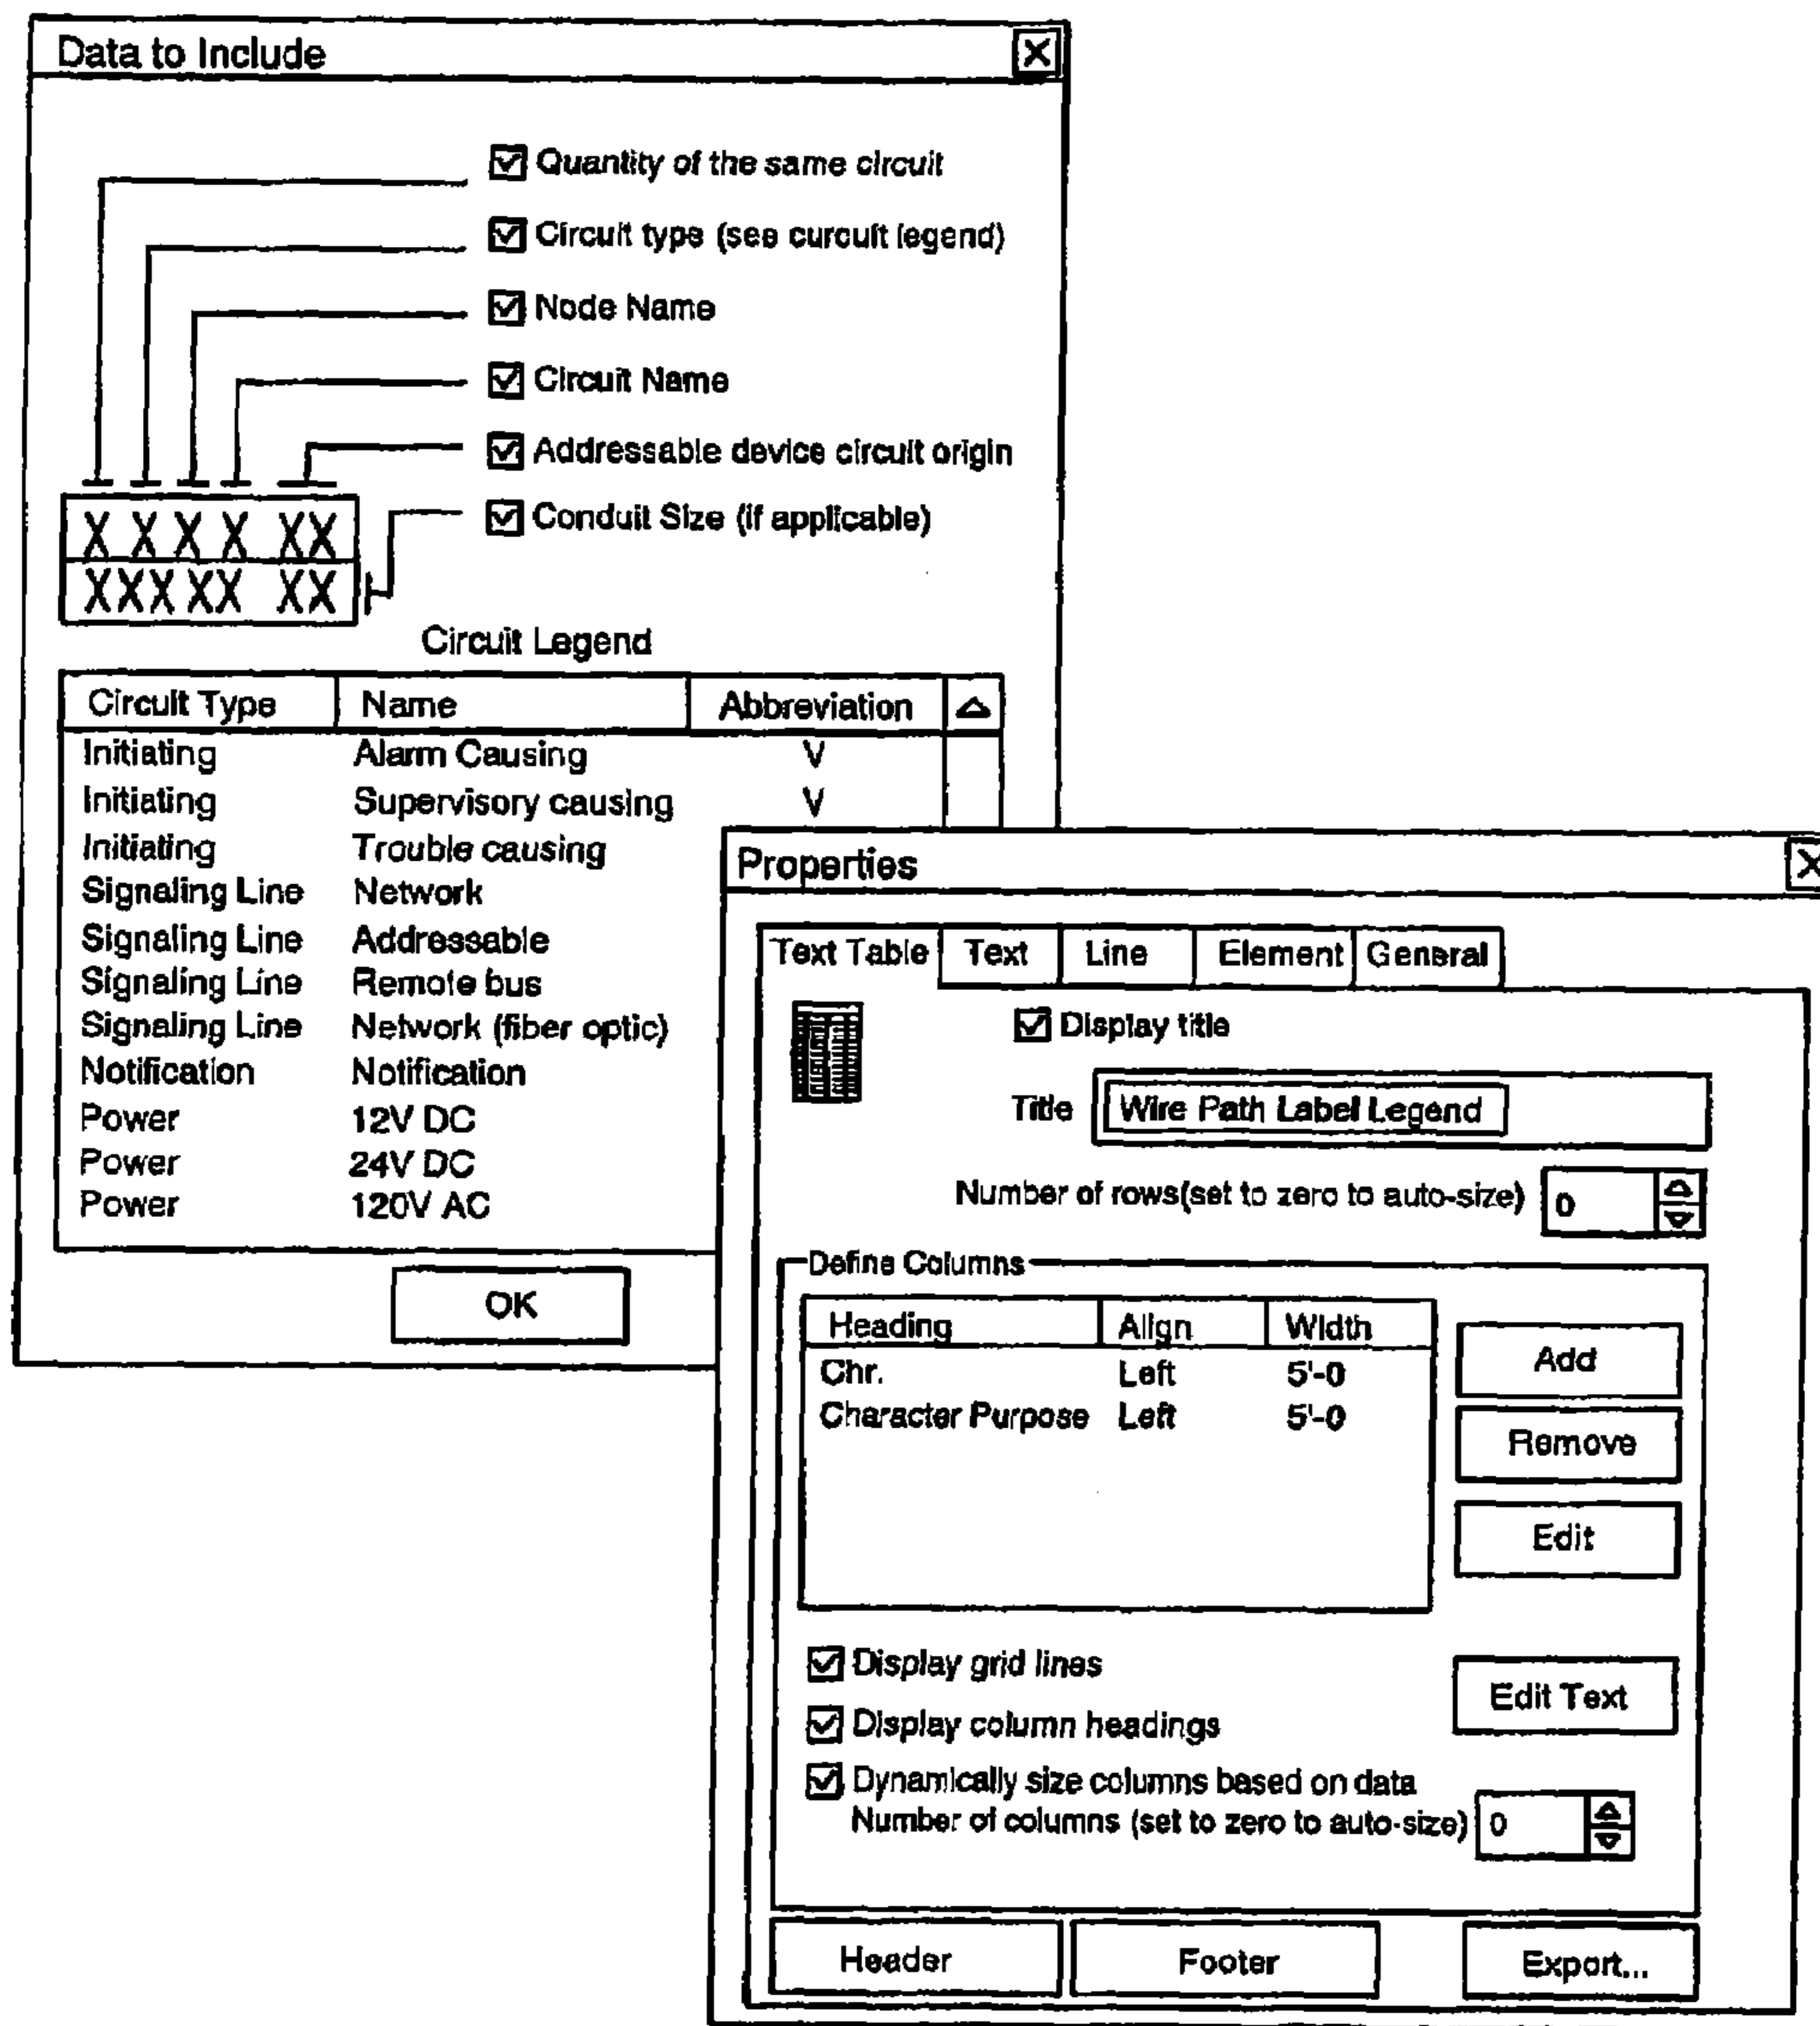 Data to Include
Quantity of the same circuit
Circuit type (see curcuit legend)
Node Name
Circuit Name
Addressable device circuit origin
Conduit Size (if applicable)
X X X X XX
XXX XX XX
Circuit Legend
Circuit Type Name Abbreviation
Initiating Alarm Causing V
Initiating Supervisory causing V
Initiating Trouble causing
Signaling Line Network
Signaling Line Addressable
Signaling Line Remote bus
Signaling Line Network (fiber optic)
Notification Notification
Power 12V DC
Power 24V DC
Power 120V AC
OK
Properties
Text Table Text Line Element General
Display title
Title Wire Path Label Legend
Number of rows(set to zero to auto-size) 0
Define Columns
Heading Align Width
Chr. Left 5'-0
Character Purpose Left 5'-0
Add
Remove
Edit
Display grid lines
Edit Text
Display column headings
Dynamically size columns based on data
Number of columns (set to zero to auto-size) 0
Header Footer Export...